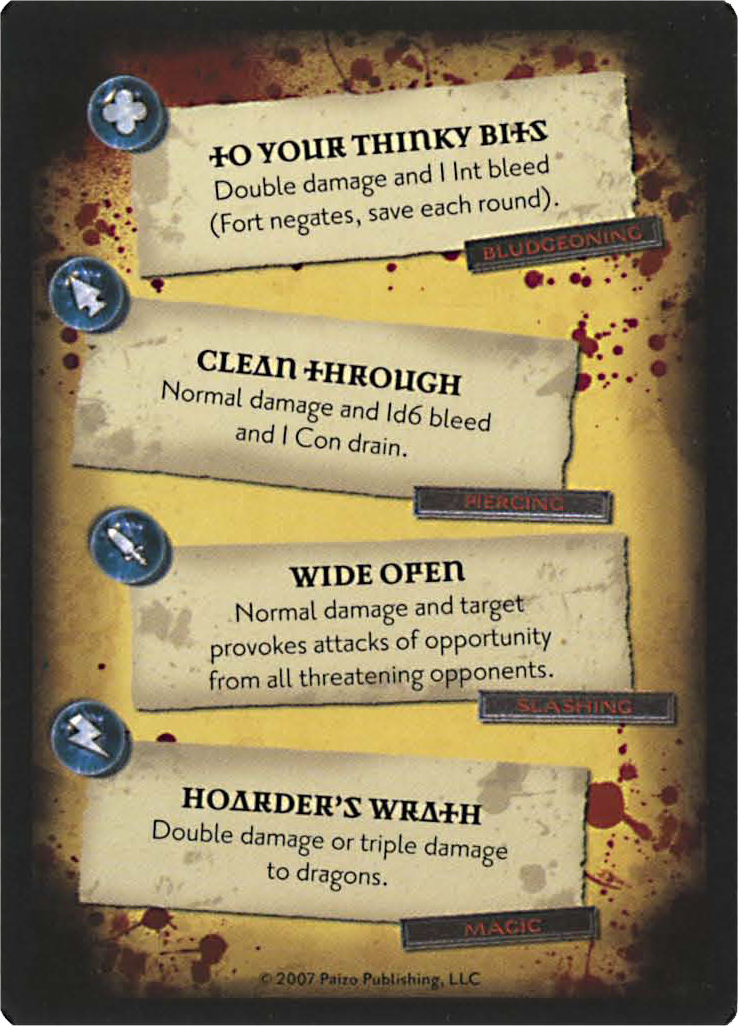 TO YOUR THINKY BITS
Double damage and 1 Int bleed
(Fort negates, save each round).
BLUDGEONING
CLEAN THROUGH
Normal damage and 1d6 bleed
and 1 Con drain.
PIERCING
WIDE OPEN
Normal damage and target
provokes attacks of opportunity
from all threatening opponents.
SLASHING
HOARDER'S WRATH
Double damage or triple damage
to dragons.
MAGIC
© 2007 Paizo Publishing, LLC